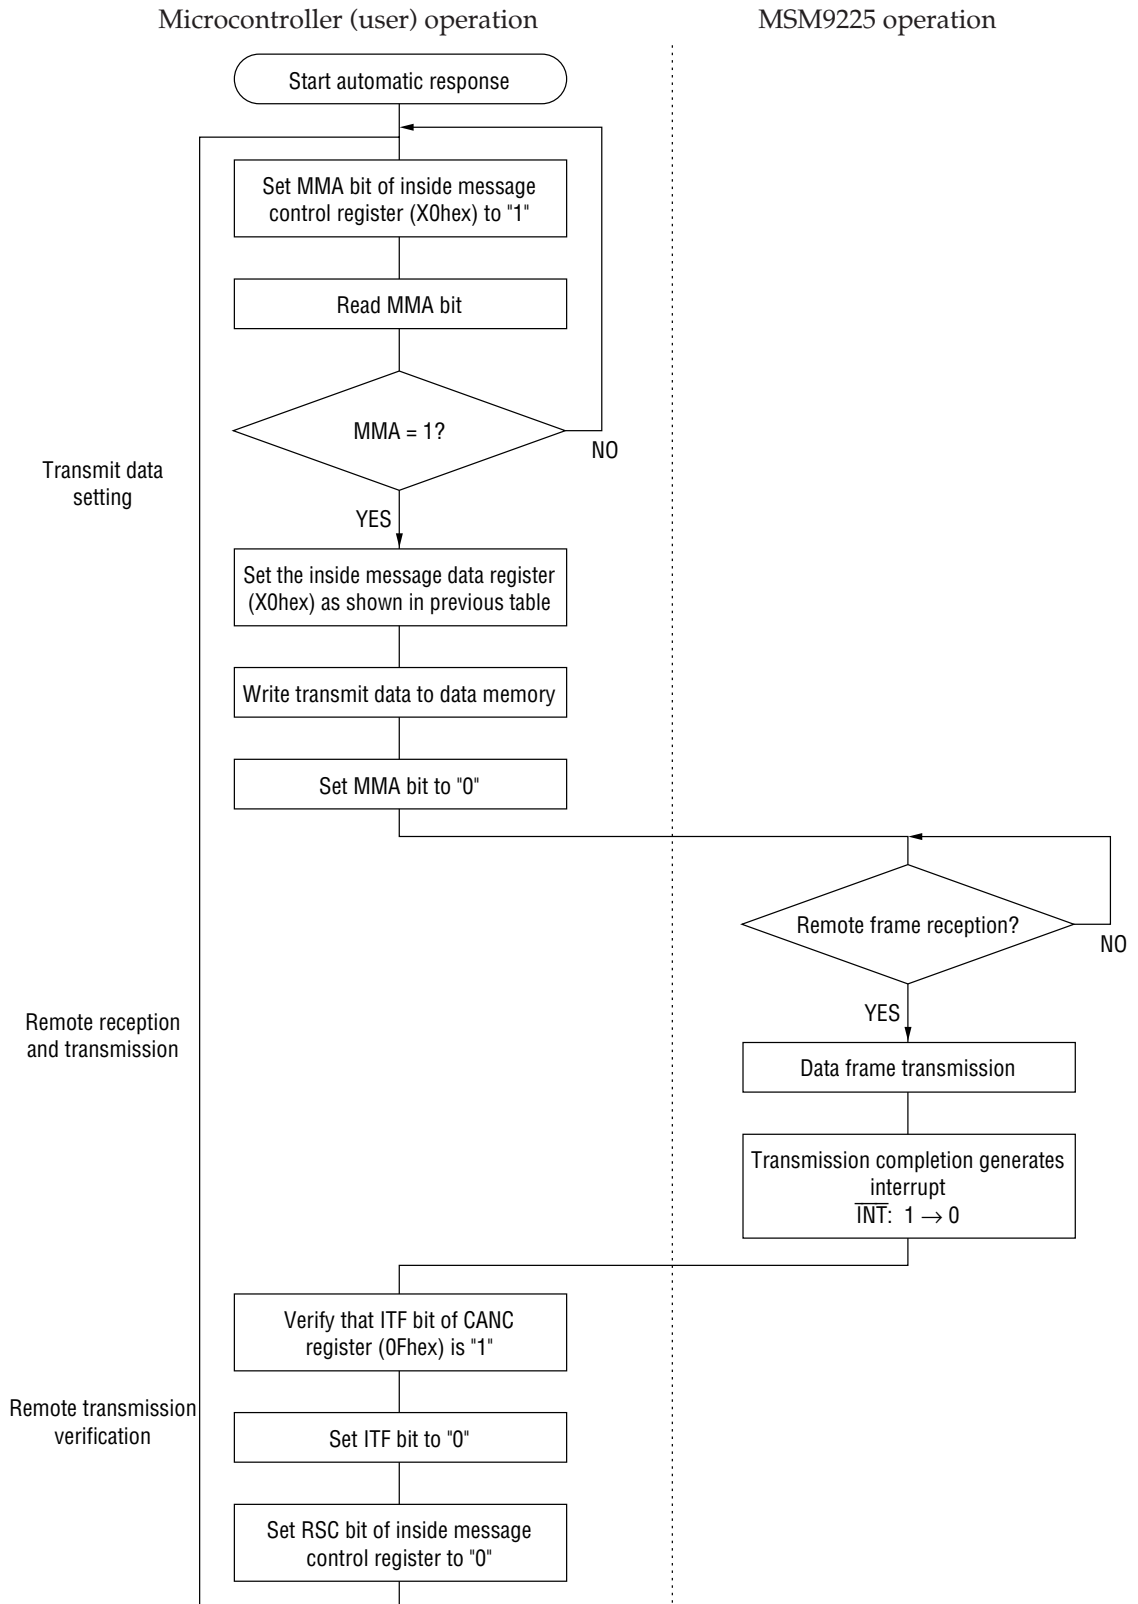 Microcontroller (user) operation
MSM9225 operation
Start automatic response
Set MMA bit of inside message
control register (X0hex) to "1"
Read MMA bit
MMA = 1?
NO
Transmit data
setting
YES
Set the inside message data register
(X0hex) as shown in previous table
Write transmit data to data memory
Set MMA bit to "0"
Remote frame reception?
NO
YES
Remote reception
and transmission
Data frame transmission
Transmission completion generates
interrupt
INT: 1 → 0
Verify that ITF bit of CANC
register (0Fhex) is "1"
Remote transmission
verification
Set ITF bit to "0"
Set RSC bit of inside message
control register to "0"